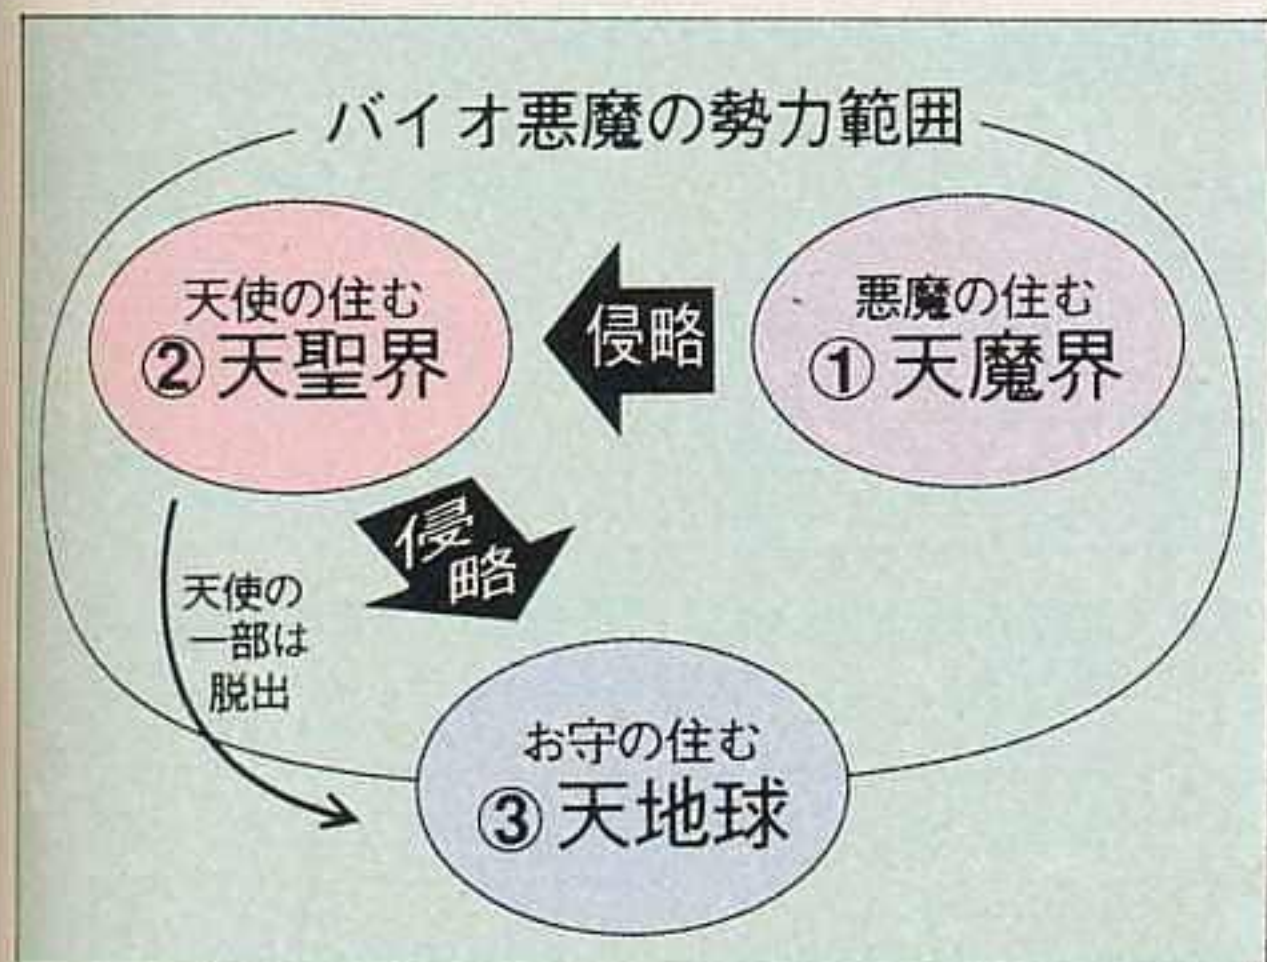 バイオ悪魔の勢力範囲
天使の住む
②天聖界
侵略
悪魔の住む
①天魔界
侵
略
天使の
一部は
脱出
お守の住む
③天地球